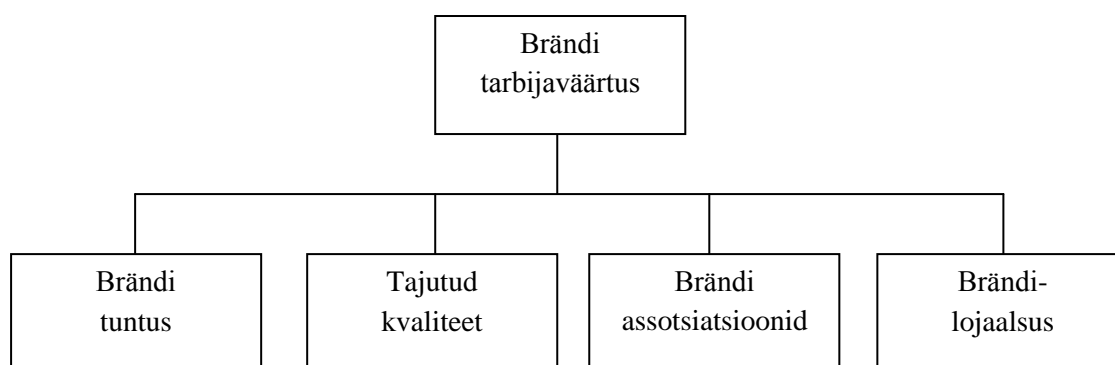 Brändi
tarbijaväärtus
Brändi
tuntus
Tajutud
kvaliteet
Brändi
assotsiatsioonid
Brändi-
lojaalsus